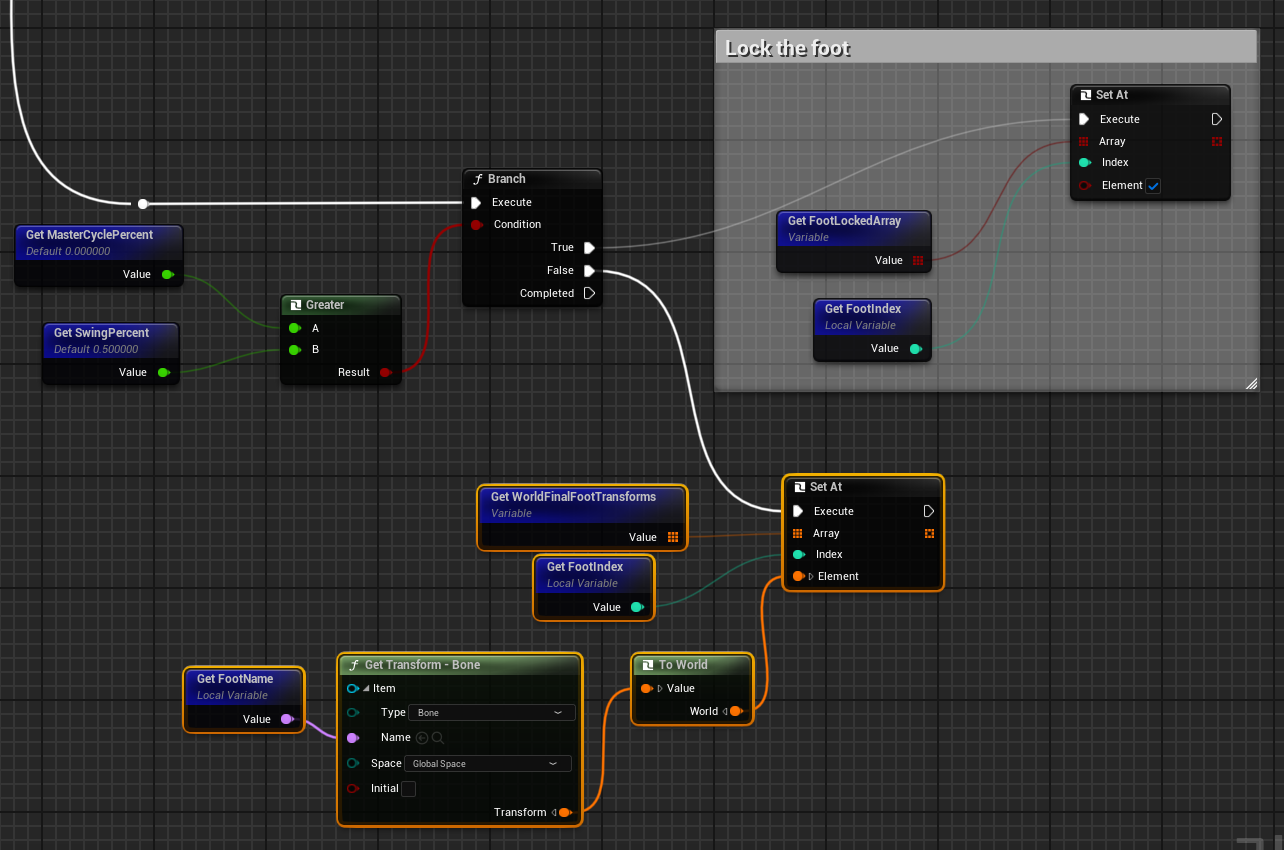 Lock the foot
Set At
Execute
Array
Index
Element
Get FootLockedArray
Variable
Value
Get FootIndex
Local Variable
Value
Branch
Execute
Condition
True
False
Completed
Get MasterCyclePercent
Default 0.000000
Value
Get SwingPercent
Default 0.500000
Value
Greater
A
B
Result
Get WorldFinalFootTransforms
Variable
Value
Get FootIndex
Local Variable
Value
Set At
Execute
Array
Index
Element
Get FootName
Local Variable
Value
Get Transform - Bone
Item
Type Bone
Name
Space Global Space
Initial
Transform
To World
Value
World